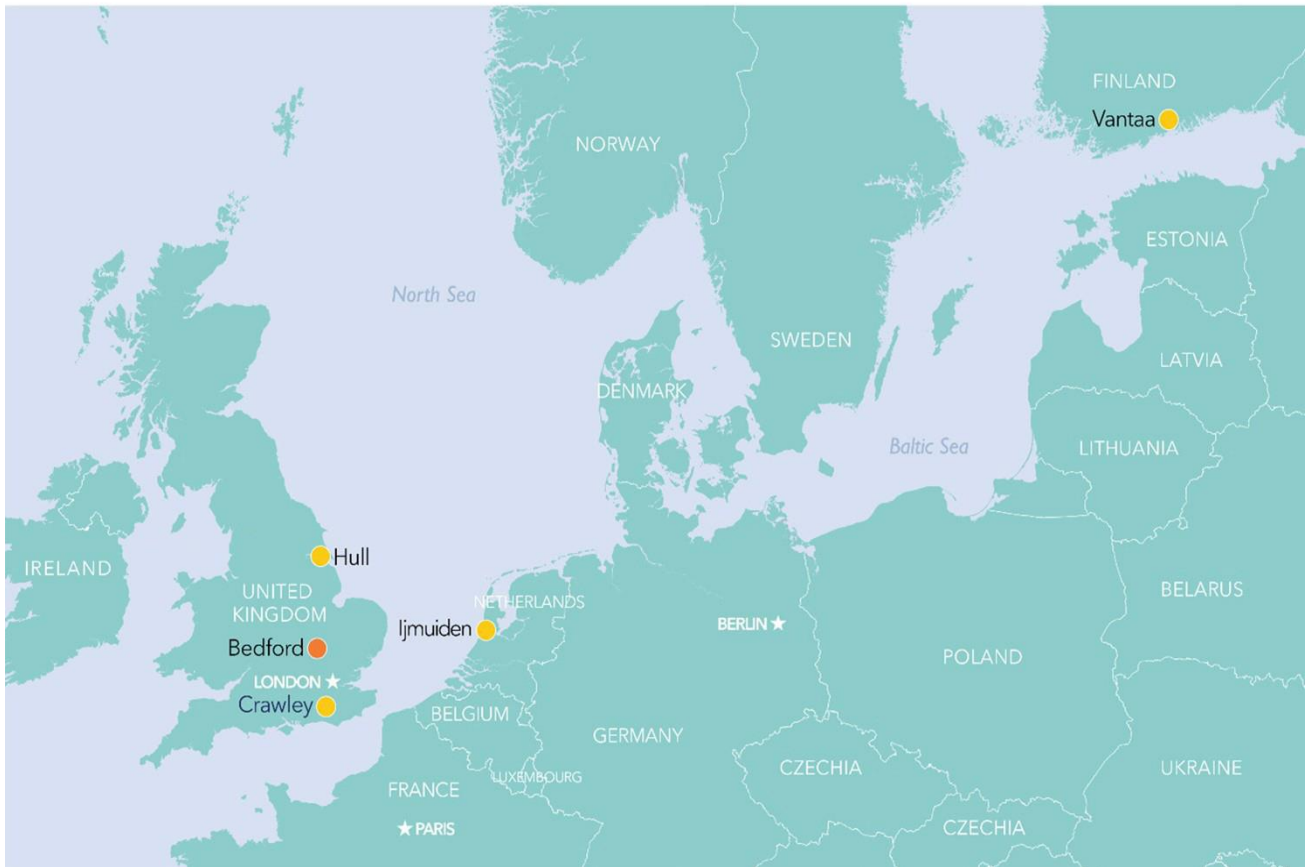 FINLAND
Vantaa
NORWAY
ESTONIA
Lewis
North Sea
SWEDEN
LATVIA
DENMARK
Baltic Sea
LITHUANIA
Hull
IRELAND
UNITED
KINGDOM
BELARUS
NETHERLANDS
Ijmuiden
BERLIN
Bedford
POLAND
LONDON
Crawley
BELGIUM
GERMANY
CZECHIA
UKRAINE
LUXEMBOURG
FRANCE
PARIS
CZECHIA